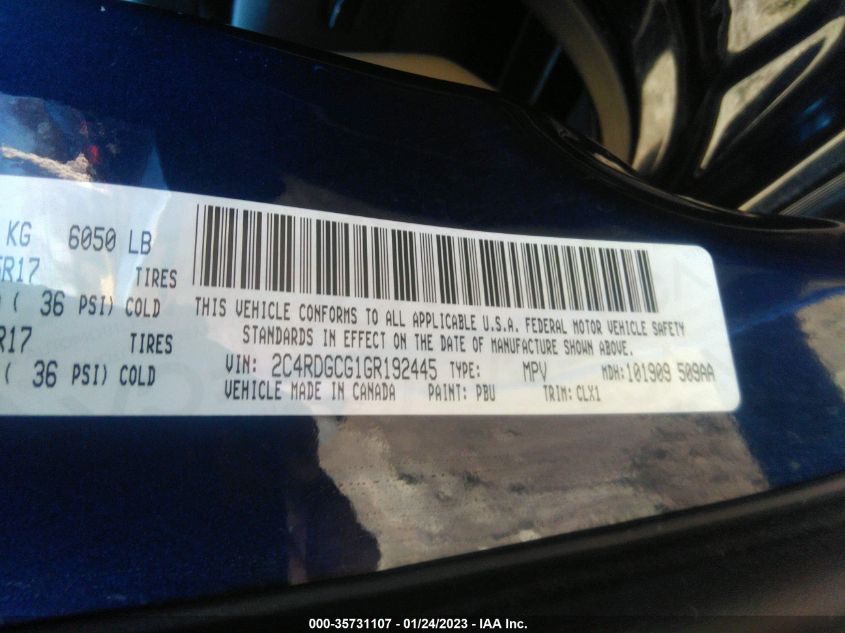 KG 6050 LB
R17 TIRES
( 36 PSI) COLD
R17 TIRES
( 36 PSI) COLD
THIS VEHICLE CONFORMS TO ALL APPLICABLE U.S.A. FEDERAL MOTOR VEHICLE SAFETY
STANDARDS IN EFFECT ON THE DATE OF MANUFACTURE SHOWN ABOVE.
VIN: 2C4RDGCG1GR192445 TYPE: MPV MDH: 101909 509AA
VEHICLE MADE IN CANADA PAINT: PBU TRIM: CLX1
000-35731107 - 01/24/2023 - IAA Inc.